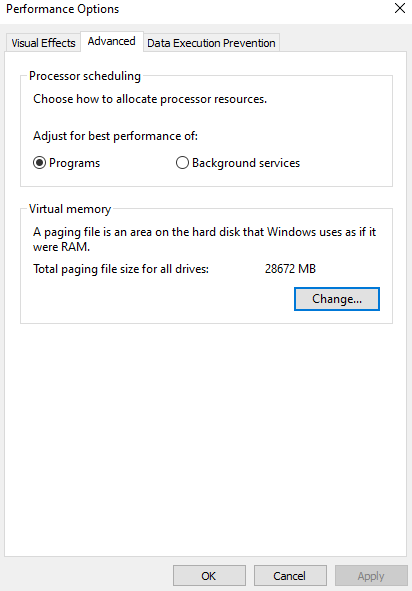 Performance Options
Visual Effects Advanced Data Execution Prevention
Processor scheduling
Choose how to allocate processor resources.
Adjust for best performance of:
Programs Background services
Virtual memory
A paging file is an area on the hard disk that Windows uses as if it
were RAM.
Total paging file size for all drives: 28672 MB
Change...
OK Cancel Apply